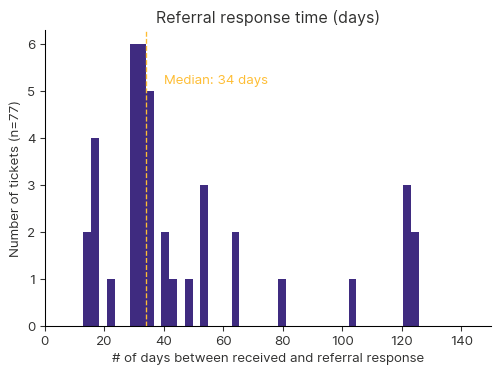 Referral response time (days)
6
5
4
3
2
1
0
Number of tickets (n=77)
Median: 34 days
0 20 40 60 80 100 120 140
# of days between received and referral response